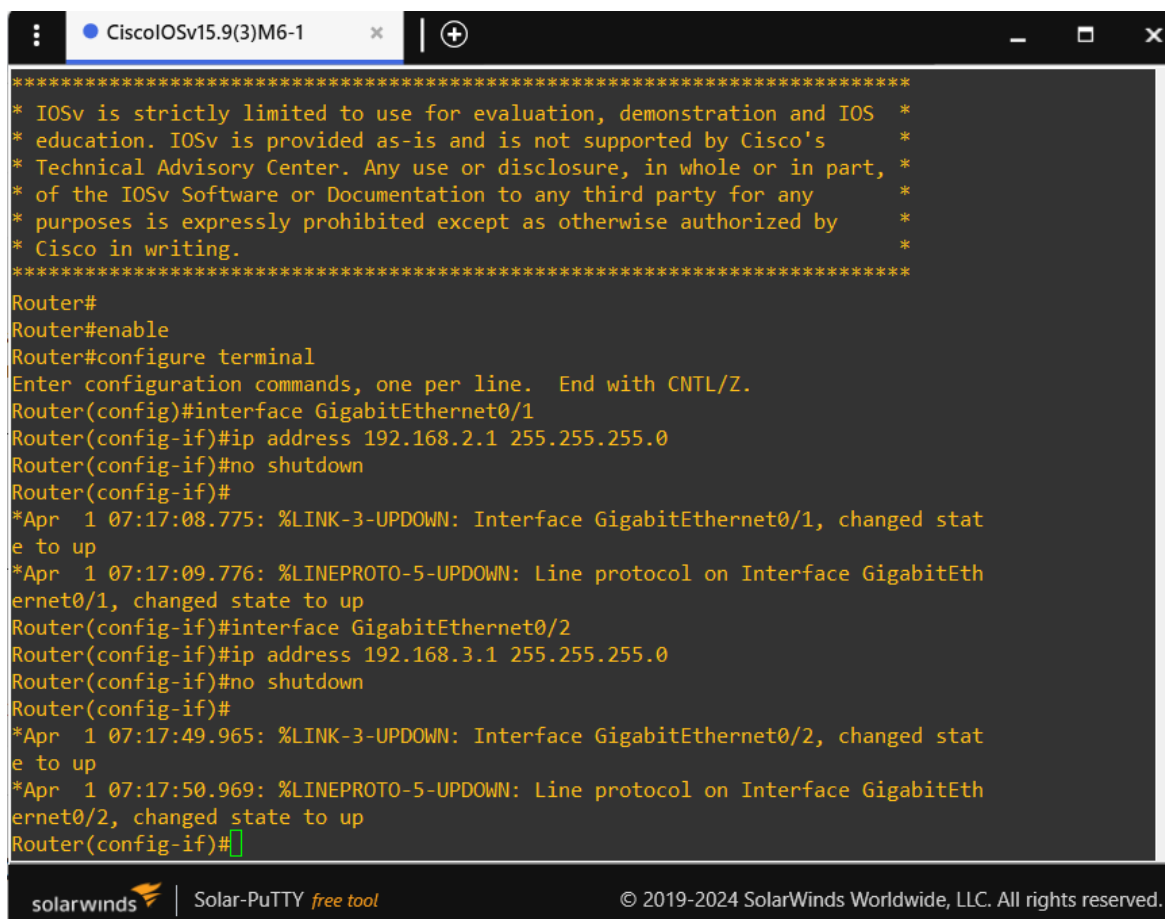 CiscoIOSv15.9(3)M6-1
**************************************************************************
* IOSv is strictly limited to use for evaluation, demonstration and IOS  *
* education. IOSv is provided as-is and is not supported by Cisco's      *
* Technical Advisory Center. Any use or disclosure, in whole or in part, *
* of the IOSv Software or Documentation to any third party for any       *
* purposes is expressly prohibited except as otherwise authorized by     *
* Cisco in writing.                                                      *
**************************************************************************
Router#
Router#enable
Router#configure terminal
Enter configuration commands, one per line.  End with CNTL/Z.
Router(config)#interface GigabitEthernet0/1
Router(config-if)#ip address 192.168.2.1 255.255.255.0
Router(config-if)#no shutdown
Router(config-if)#
*Apr  1 07:17:08.775: %LINK-3-UPDOWN: Interface GigabitEthernet0/1, changed stat
e to up
*Apr  1 07:17:09.776: %LINEPROTO-5-UPDOWN: Line protocol on Interface GigabitEth
ernet0/1, changed state to up
Router(config-if)#interface GigabitEthernet0/2
Router(config-if)#ip address 192.168.3.1 255.255.255.0
Router(config-if)#no shutdown
Router(config-if)#
*Apr  1 07:17:49.965: %LINK-3-UPDOWN: Interface GigabitEthernet0/2, changed stat
e to up
*Apr  1 07:17:50.969: %LINEPROTO-5-UPDOWN: Line protocol on Interface GigabitEth
ernet0/2, changed state to up
Router(config-if)#
solarwinds | Solar-PuTTY free tool © 2019-2024 SolarWinds Worldwide, LLC. All rights reserved.